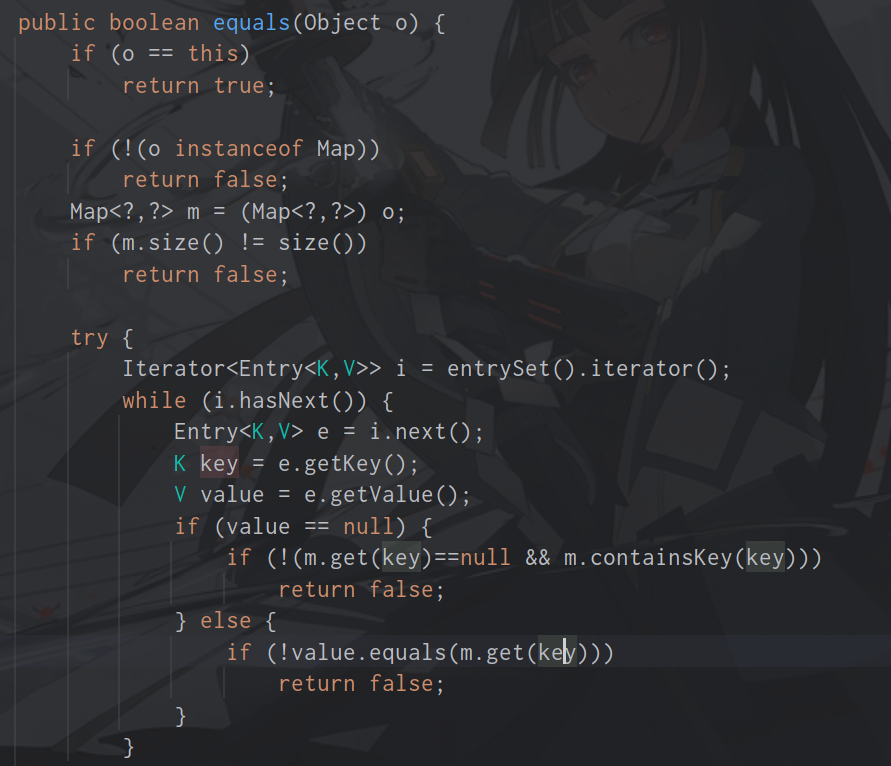 public boolean equals(Object o) {
    if (o == this)
        return true;

    if (!(o instanceof Map))
        return false;
    Map<?,?> m = (Map<?,?>) o;
    if (m.size() != size())
        return false;

    try {
        Iterator<Entry<K,V>> i = entrySet().iterator();
        while (i.hasNext()) {
            Entry<K,V> e = i.next();
            K key = e.getKey();
            V value = e.getValue();
            if (value == null) {
                if (!(m.get(key)==null && m.containsKey(key)))
                    return false;
            } else {
                if (!value.equals(m.get(key)))
                    return false;
            }
        }